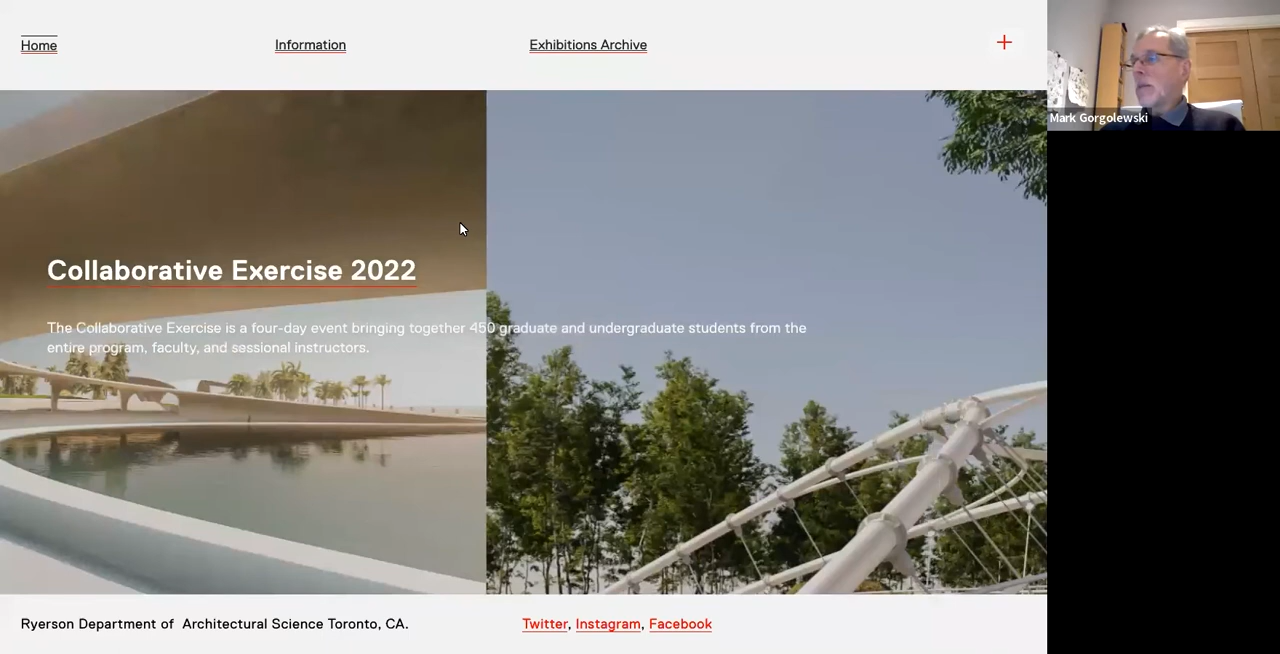 Home
Information
Exhibitions Archive
Mark Gorgolewski
Collaborative Exercise 2022
The Collaborative Exercise is a four-day event bringing together 450 graduate and undergraduate students from the
entire program, faculty, and sessional instructors.
Ryerson Department of Architectural Science Toronto, CA.
Twitter, Instagram, Facebook